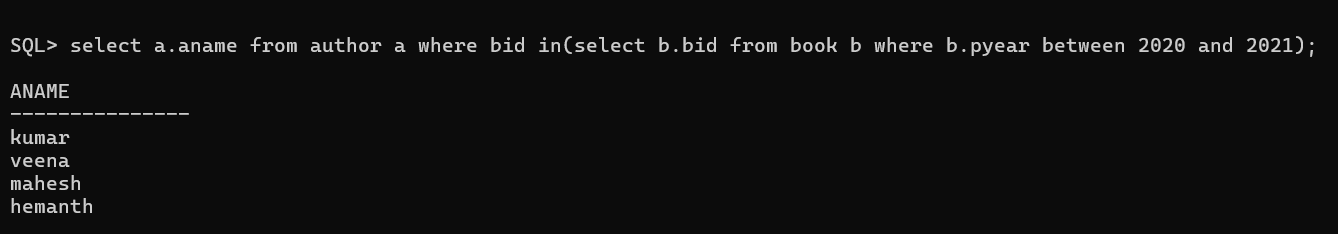 SQL> select a.aname from author a where bid in(select b.bid from book b where b.pyear between 2020 and 2021);
ANAME
---------------
kumar
veena
mahesh
hemanth